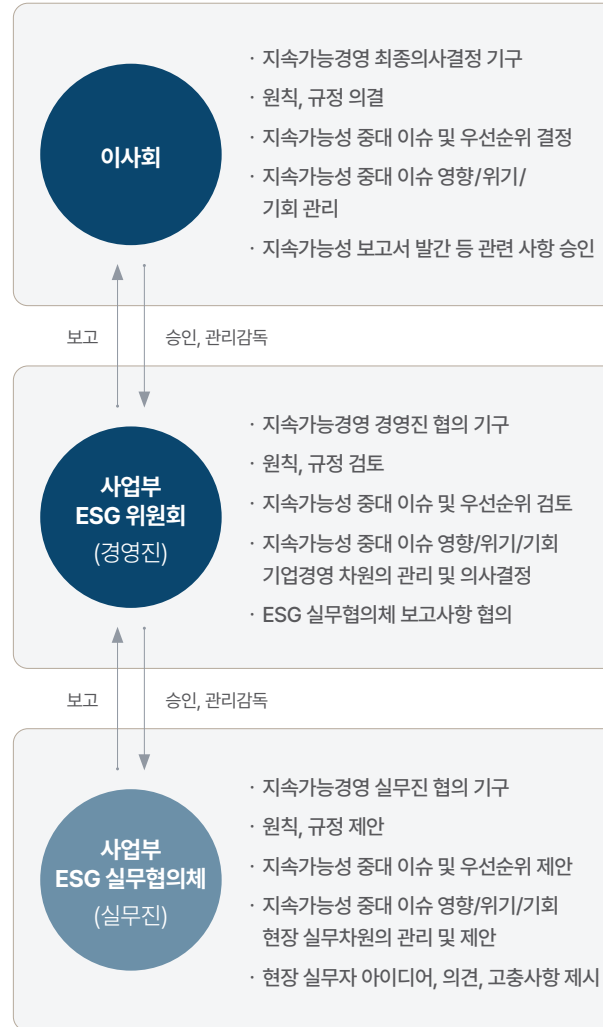 이사회
· 지속가능경영 최종의사결정 기구
· 원칙, 규정 의결
· 지속가능성 중대 이슈 및 우선순위 결정
· 지속가능성 중대 이슈 영향/위기/
기회 관리
· 지속가능성 보고서 발간 등 관련 사항 승인
보고
승인, 관리감독
사업부
ESG 위원회
(경영진)
· 지속가능경영 경영진 협의 기구
· 원칙, 규정 검토
· 지속가능성 중대 이슈 및 우선순위 검토
· 지속가능성 중대 이슈 영향/위기/기회
기업경영 차원의 관리 및 의사결정
· ESG 실무협의체 보고사항 협의
보고
승인, 관리감독
사업부
ESG 실무협의체
(실무진)
· 지속가능경영 실무진 협의 기구
· 원칙, 규정 제안
· 지속가능성 중대 이슈 및 우선순위 제안
· 지속가능성 중대 이슈 영향/위기/기회
현장 실무차원의 관리 및 제안
· 현장 실무자 아이디어, 의견, 고충사항 제시